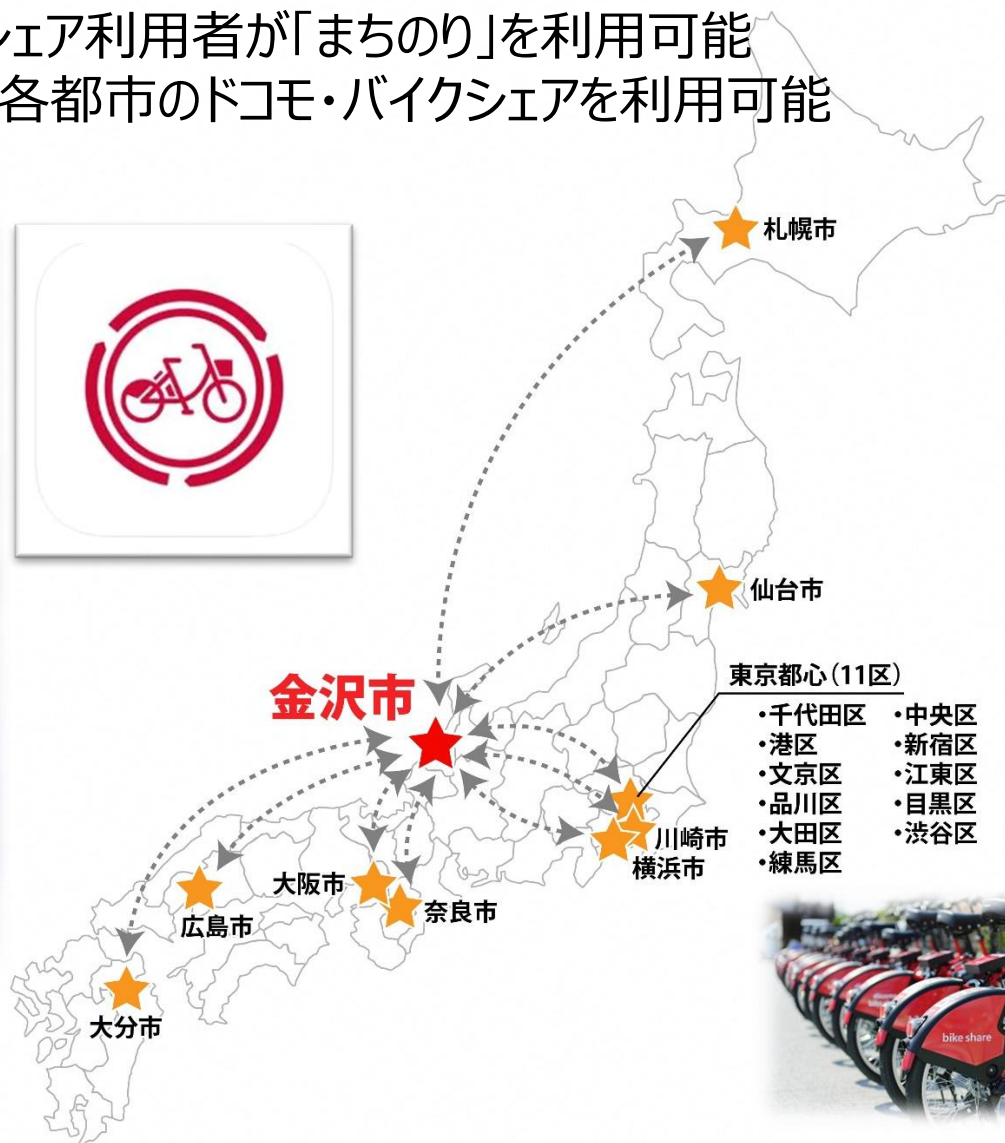 シェア利用者が「まちのり」を利用可能
各都市のドコモ・バイクシェアを利用可能
札幌市
仙台市
金沢市
東京都心（11区）
・千代田区 ・中央区
・港区 ・新宿区
・文京区 ・江東区
・品川区 ・目黒区
・大田区 ・渋谷区
・練馬区
川崎市
横浜市
大阪市
奈良市
広島市
大分市
bike share